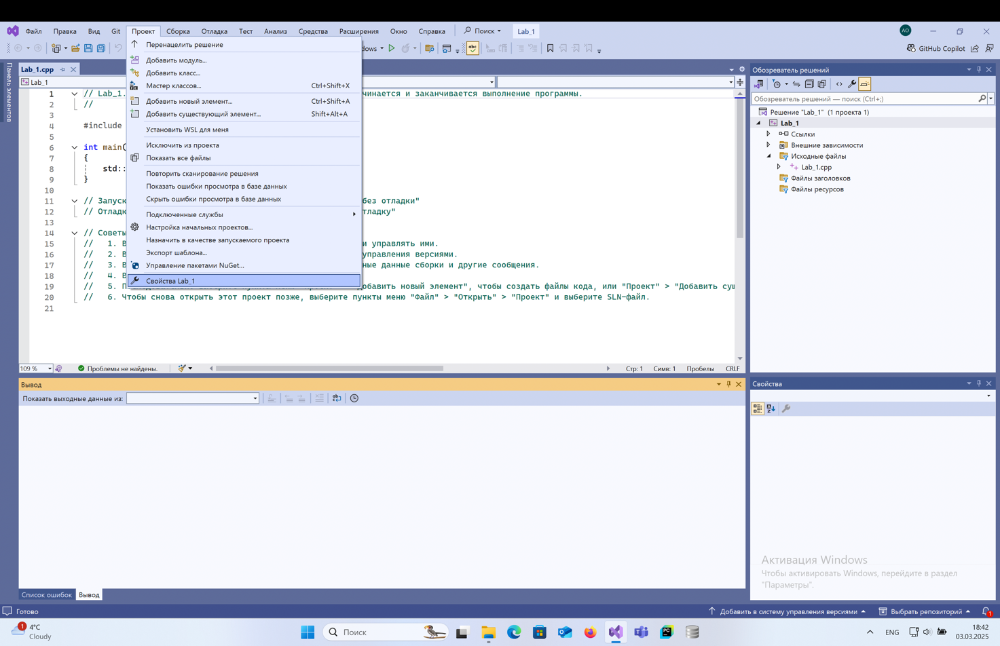 Файл Правка Вид Git Проект Сборка Отладка Тест Анализ Средства Расширения Окно Справка Поиск Lab_1 AO
dows GitHub Copilot
Панель элементов
Lab_1.cpp
Lab_1
Перенацелить решение
Добавить модуль...
Добавить класс...
Мастер классов... Ctrl+Shift+X
Добавить новый элемент... Ctrl+Shift+A
Добавить существующий элемент... Shift+Alt+A
Установить WSL для меня
Исключить из проекта
Показать все файлы
Повторить сканирование решения
Показать ошибки просмотра в базе данных
Скрыть ошибки просмотра в базе данных
Подключенные службы
Настройка начальных проектов...
Назначить в качестве запускаемого проекта
Экспорт шаблона...
Управление пакетами NuGet...
Свойства Lab_1
1 // Lab_1. чинается и заканчивается выполнение программы.
2 //
3
4 #include
5
6 int main(
7 {
8 std::
9 }
10
11 // Запуск без отладки"
12 // Отладк тладку"
13
14 // Советы
15 // 1. В и управлять ими.
16 // 2. В управления версиями.
17 // 3. В ные данные сборки и другие сообщения.
18 // 4. В
19 // 5. П добавить новый элемент", чтобы создать файлы кода, или "Проект" > "Добавить сущ
20 // 6. Чтобы снова открыть этот проект позже, выберите пункты меню "Файл" > "Открыть" > "Проект" и выберите SLN-файл.
21
109 % Проблемы не найдены. Стр: 1 Симв: 1 Пробелы CRLF
Вывод
Показать выходные данные из:
Список ошибок Вывод
Обозреватель решений
Обозреватель решений — поиск (Ctrl+;)
Решение "Lab_1" (1 проекта 1)
Lab_1
Ссылки
Внешние зависимости
Исходные файлы
Lab_1.cpp
Файлы заголовков
Файлы ресурсов
Свойства
Активация Windows
Чтобы активировать Windows, перейдите в раздел
"Параметры".
Готово Добавить в систему управления версиями Выбрать репозиторий 1
1 4°C
Cloudy
Поиск
ENG
18:42
03.03.2025